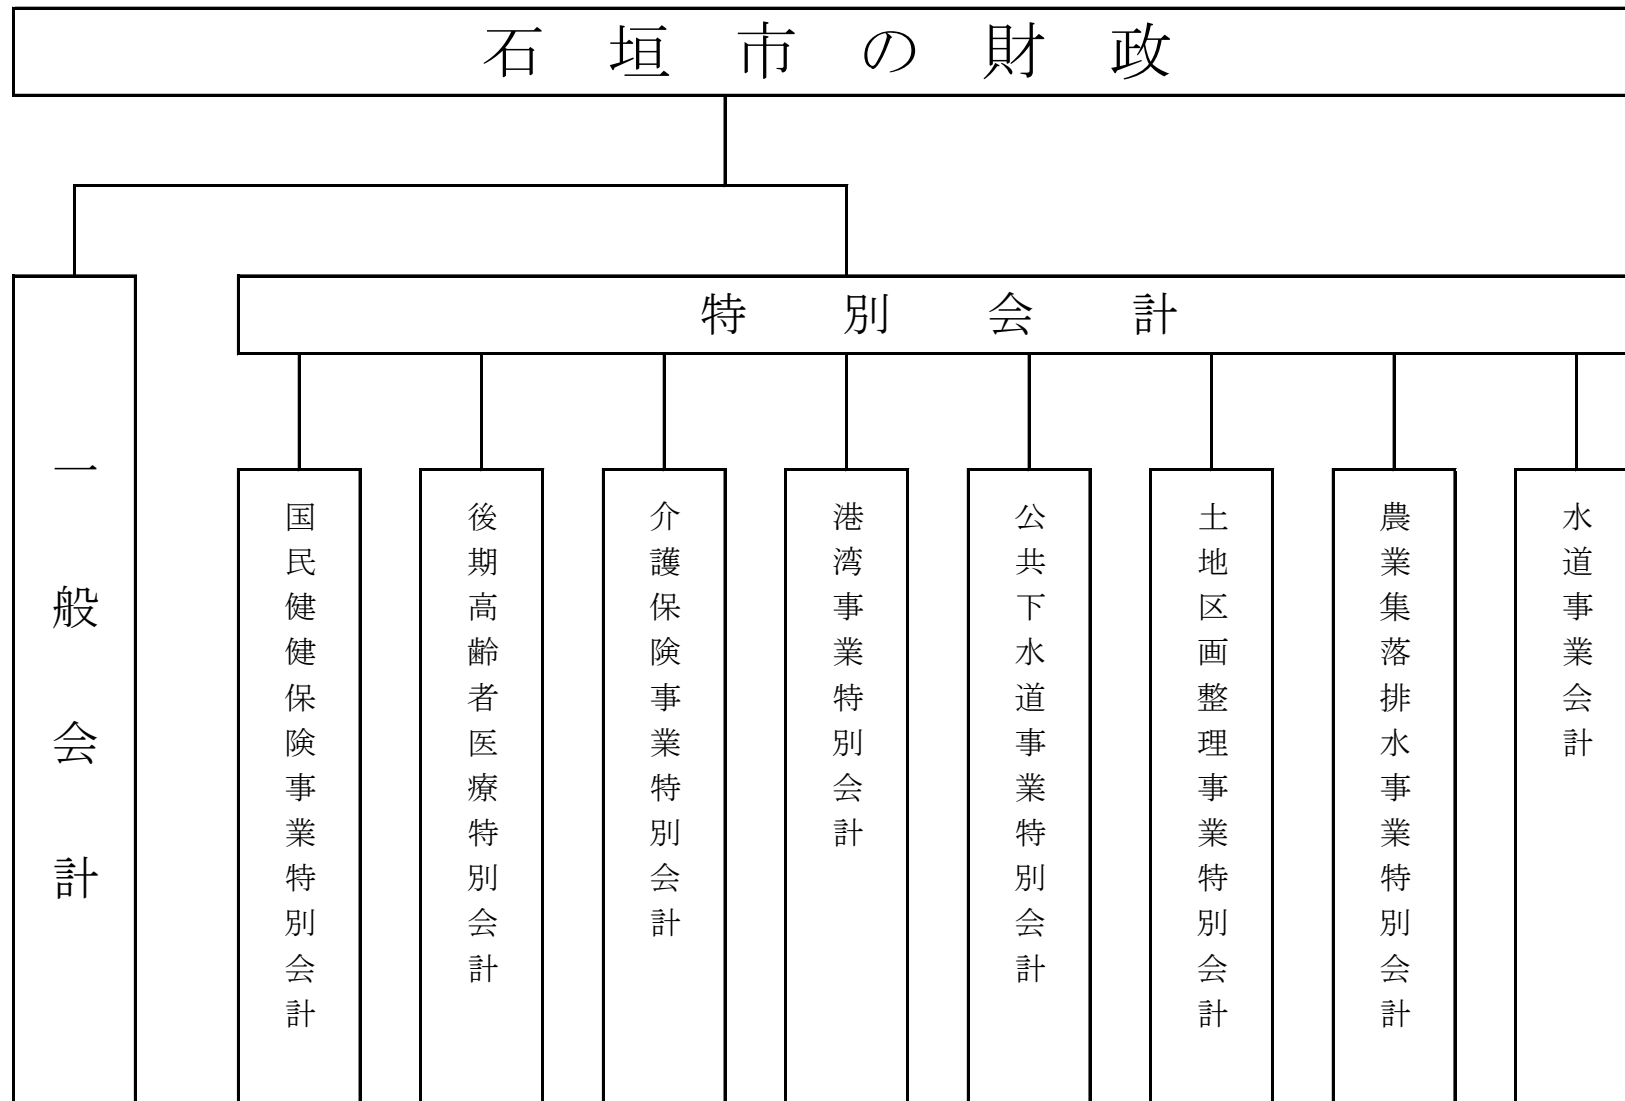 石垣市の財政
特別会計
一般会計
国民健健保険事業特別会計
後期高齢者医療特別会計
介護保険事業特別会計
港湾事業特別会計
公共下水道事業特別会計
土地区画整理事業特別会計
農業集落排水事業特別会計
水道事業会計